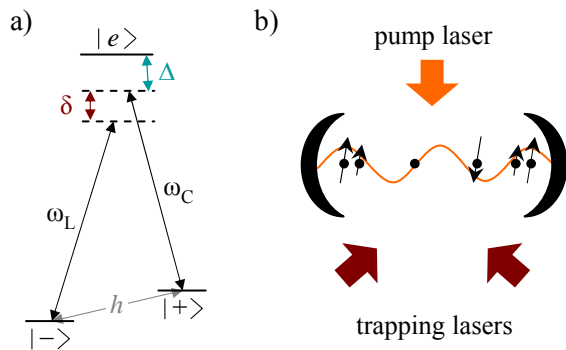 a)
| e >
Δ
δ
ω_L
ω_C
h
|+>
|−>
b)
pump laser
trapping lasers